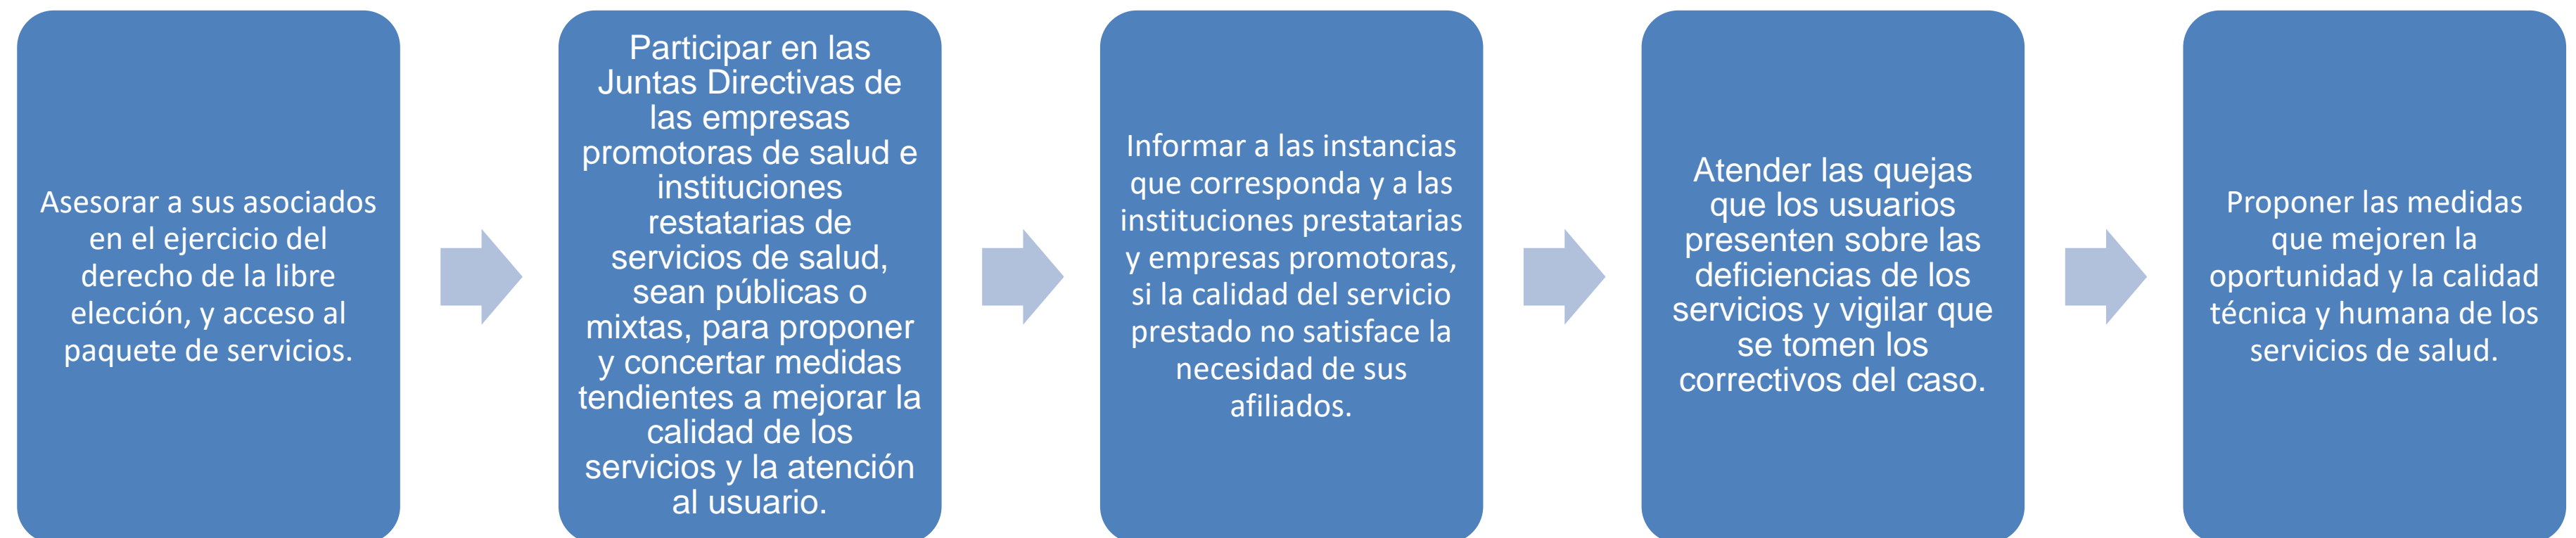 Asesorar a sus asociados
en el ejercicio del
derecho de la libre
elección, y acceso al
paquete de servicios.
Participar en las
Juntas Directivas de
las empresas
promotoras de salud e
instituciones
restatarias de
servicios de salud,
sean públicas o
mixtas, para proponer
y concertar medidas
tendientes a mejorar la
calidad de los
servicios y la atención
al usuario.
Informar a las instancias
que corresponda y a las
instituciones prestatarias
y empresas promotoras,
si la calidad del servicio
prestado no satisface la
necesidad de sus
afiliados.
Atender las quejas
que los usuarios
presenten sobre las
deficiencias de los
servicios y vigilar que
se tomen los
correctivos del caso.
Proponer las medidas
que mejoren la
oportunidad y la calidad
técnica y humana de los
servicios de salud.